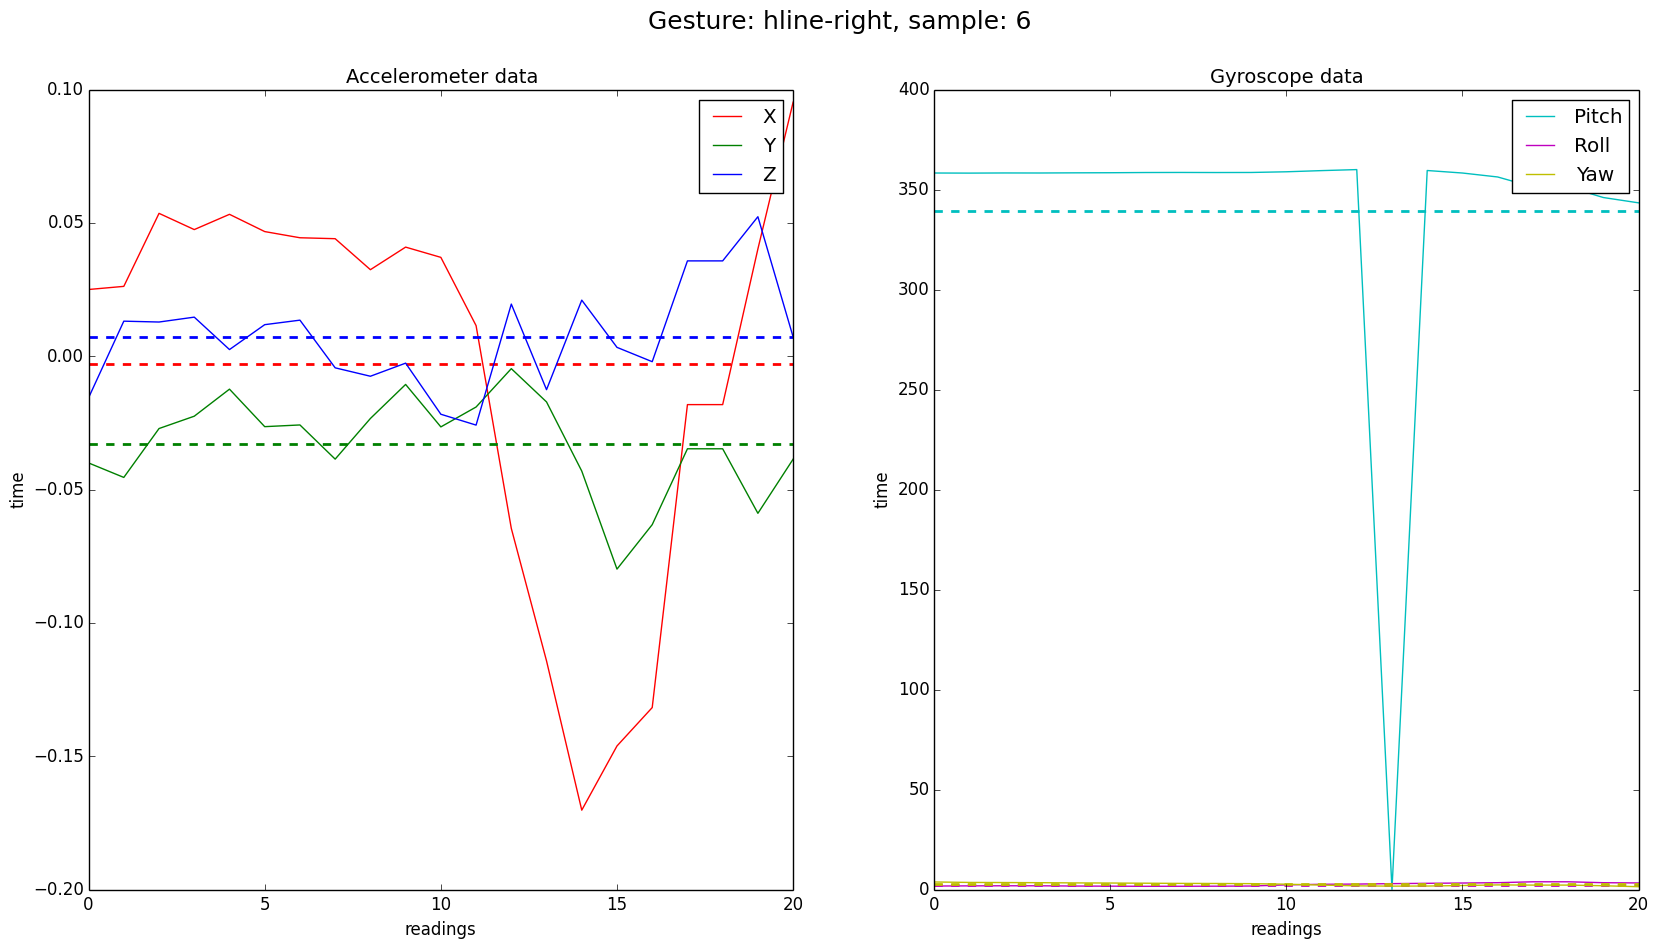 Gesture: hline-right, sample: 6
Accelerometer data
0.10
0.05
0.00
−0.05
−0.10
−0.15
−0.20
time
X
Y
Z
0
5
10
15
20
readings
Gyroscope data
400
350
300
250
200
150
100
50
0
time
Pitch
Roll
Yaw
0
5
10
15
20
readings